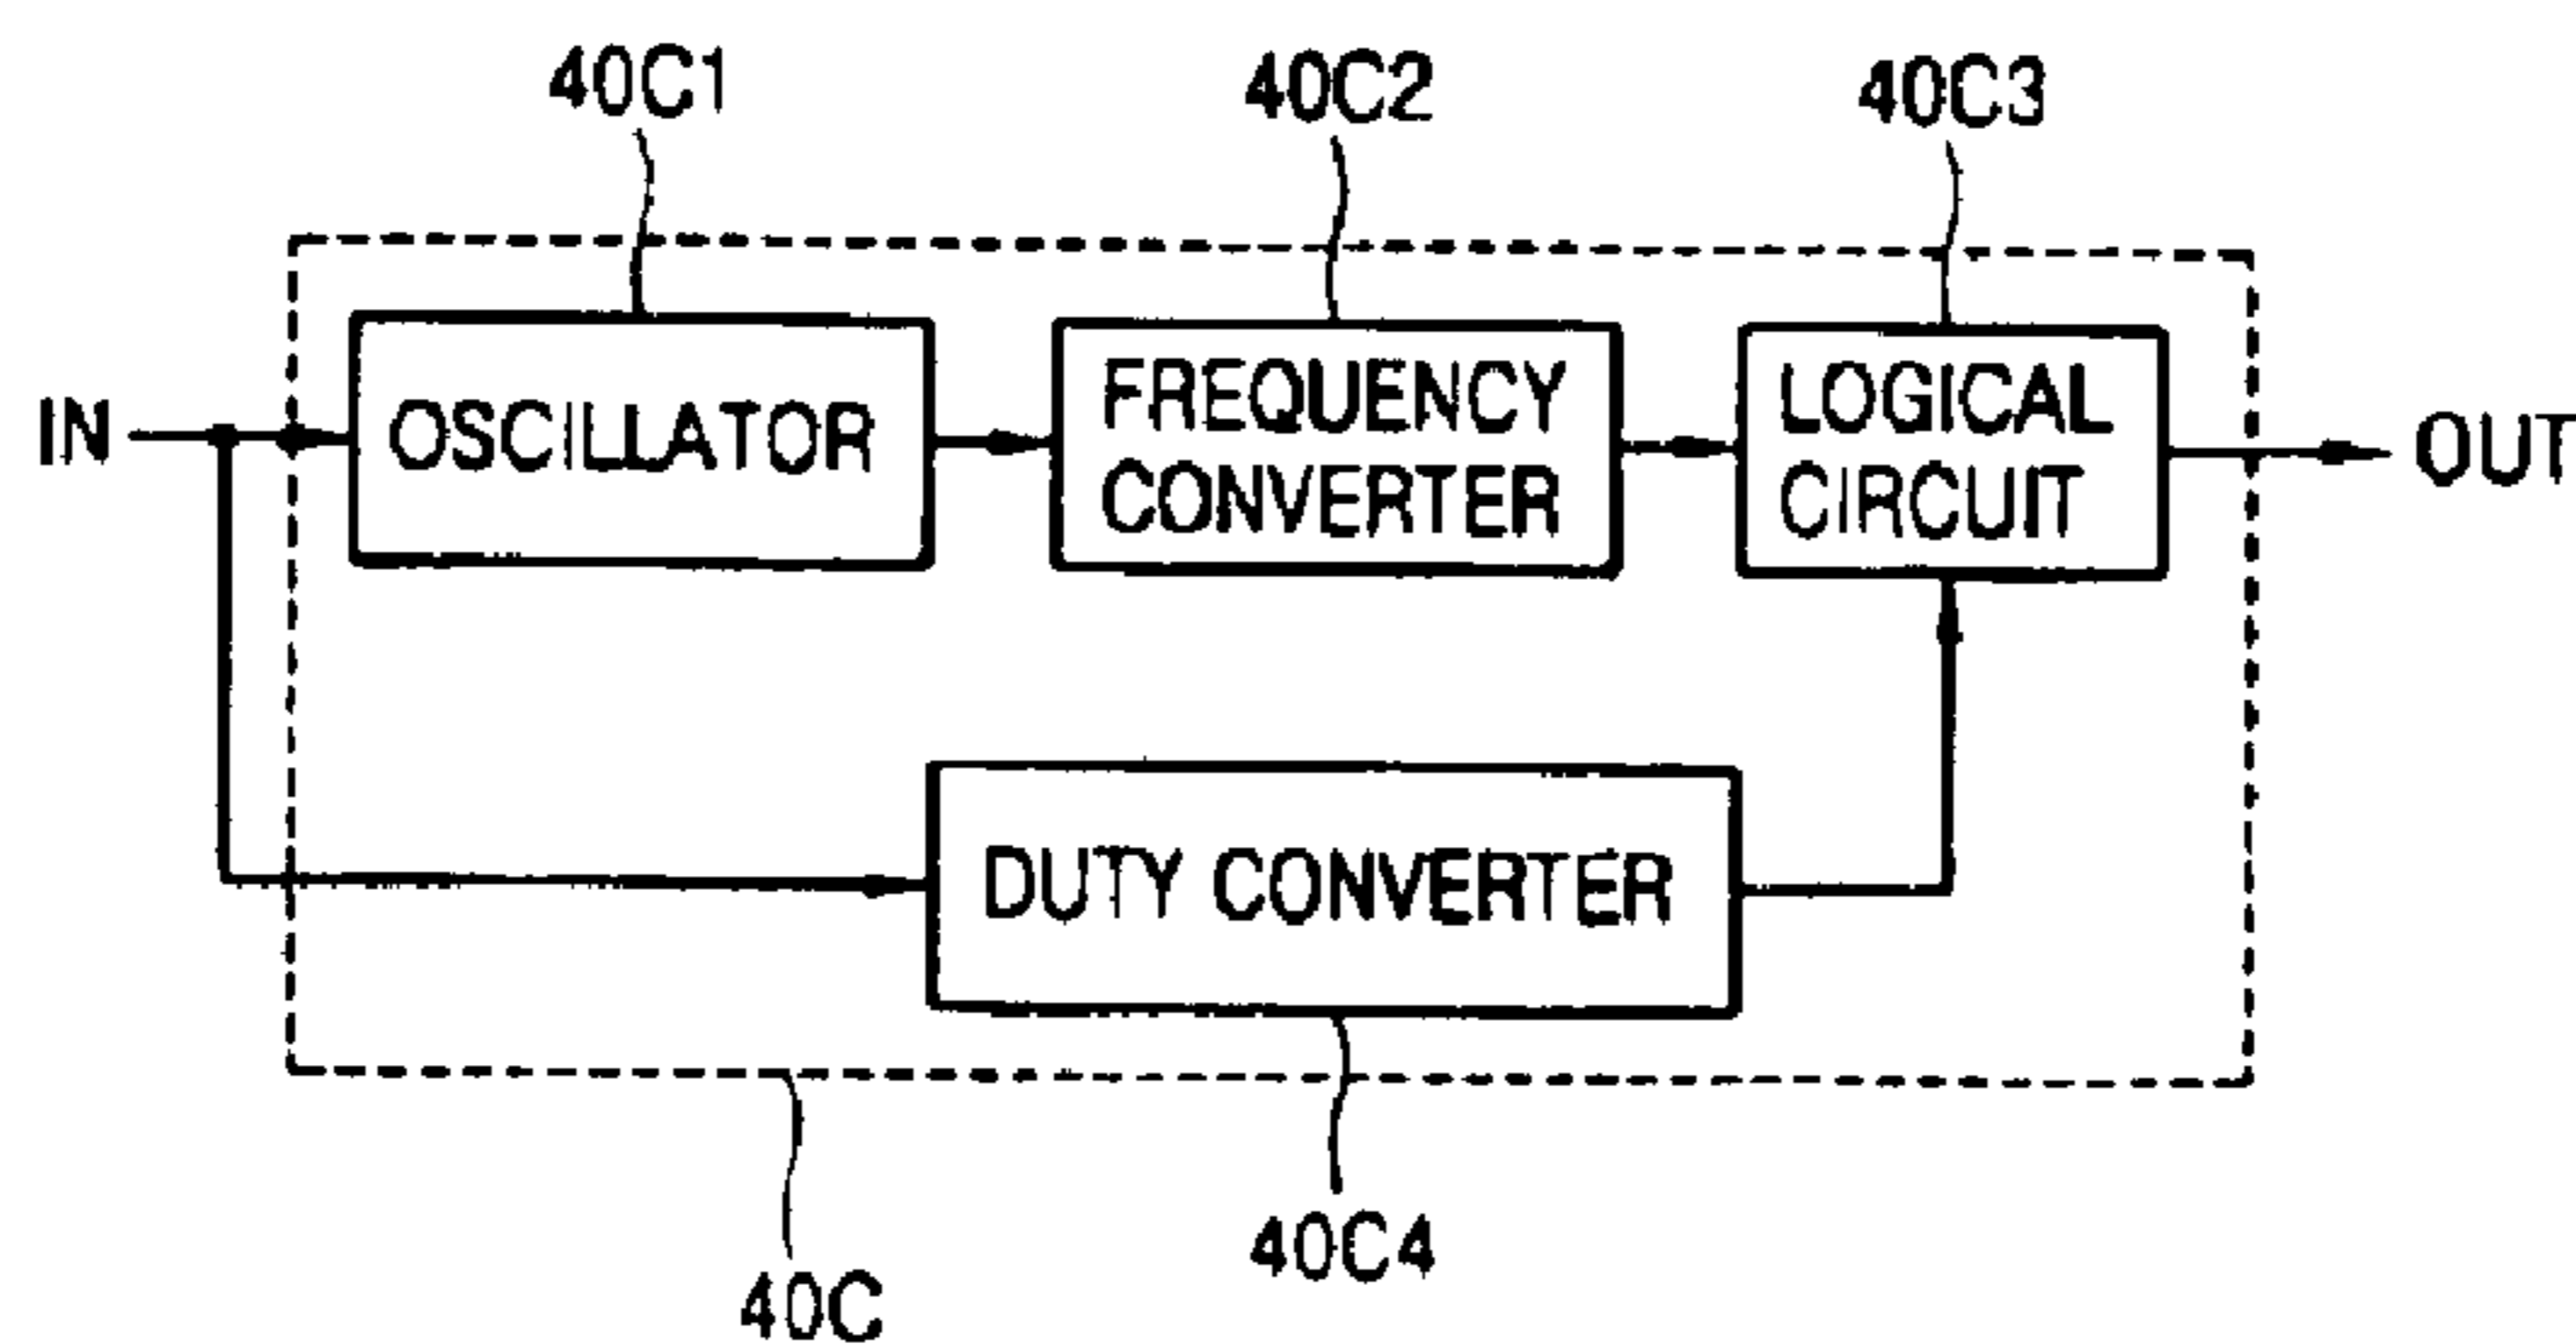 40C1
40C2
40C3
IN
OSCILLATOR
FREQUENCY
CONVERTER
LOGICAL
CIRCUIT
OUT
DUTY CONVERTER
40C4
40C